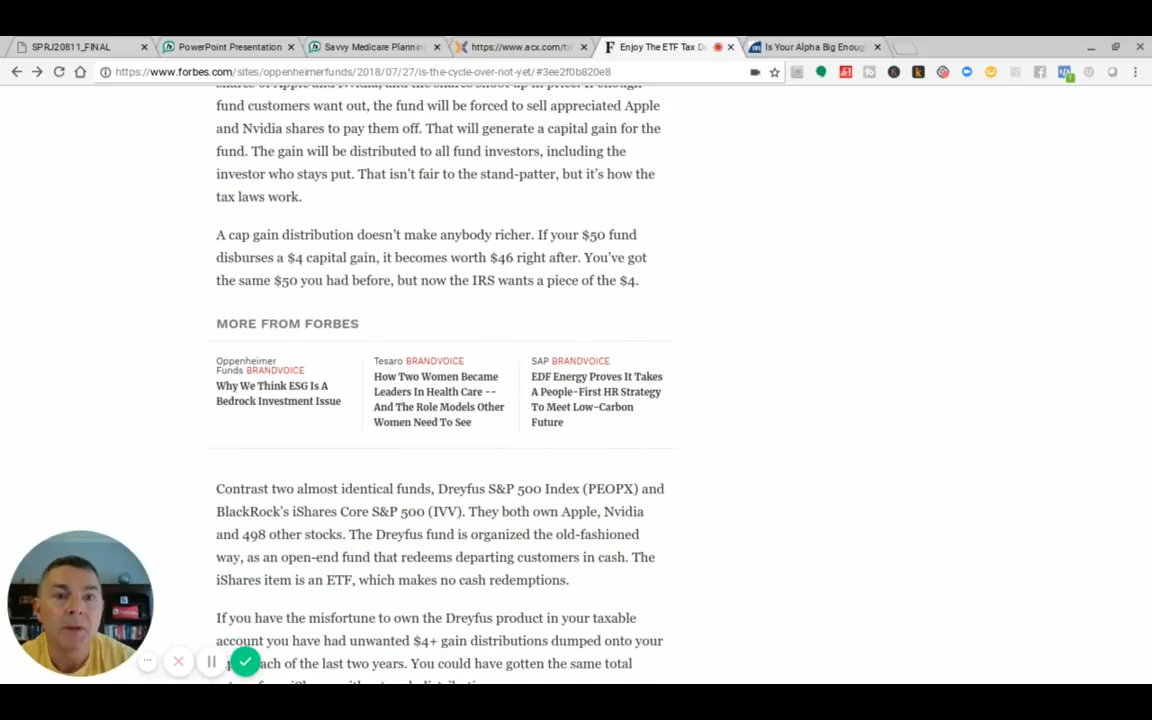 SPRJ20811_FINAL
PowerPoint Presentation
Savvy Medicare Plannin
https://www.acx.com/
Enjoy The ETF Tax D
Is Your Alpha Big Enoug
https://www.forbes.com/sites/oppenheimerfunds/2018/07/27/is-the-cycle-over-not-yet/#3ee2f0b820e8
shares of Apple and Nvidia, and the shares shoot up in price. If enough
fund customers want out, the fund will be forced to sell appreciated Apple
and Nvidia shares to pay them off. That will generate a capital gain for the
fund. The gain will be distributed to all fund investors, including the
investor who stays put. That isn’t fair to the stand-patter, but it’s how the
tax laws work.
A cap gain distribution doesn’t make anybody richer. If your $50 fund
disburses a $4 capital gain, it becomes worth $46 right after. You’ve got
the same $50 you had before, but now the IRS wants a piece of the $4.
MORE FROM FORBES
Oppenheimer
Funds BRANDVOICE
Why We Think ESG Is A
Bedrock Investment Issue
Tesaro BRANDVOICE
How Two Women Became
Leaders In Health Care --
And The Role Models Other
Women Need To See
SAP BRANDVOICE
EDF Energy Proves It Takes
A People-First HR Strategy
To Meet Low-Carbon
Future
Contrast two almost identical funds, Dreyfus S&P 500 Index (PEOPX) and
BlackRock’s iShares Core S&P 500 (IVV). They both own Apple, Nvidia
and 498 other stocks. The Dreyfus fund is organized the old-fashioned
way, as an open-end fund that redeems departing customers in cash. The
iShares item is an ETF, which makes no cash redemptions.
If you have the misfortune to own the Dreyfus product in your taxable
account you have had unwanted $4+ gain distributions dumped onto your
each of the last two years. You could have gotten the same total